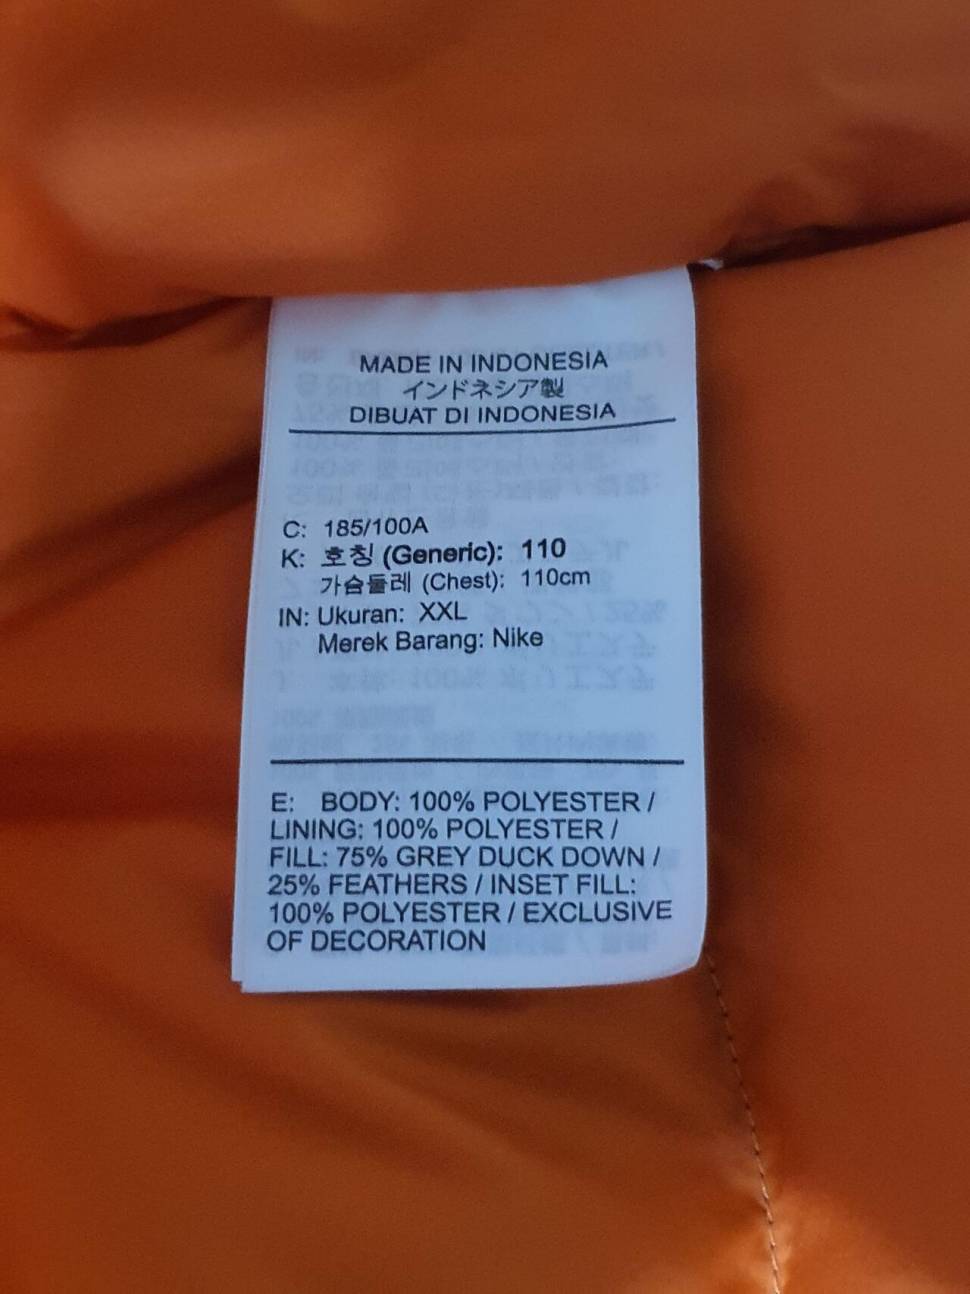 MADE IN INDONESIA
インドネシア製
DIBUAT DI INDONESIA
C: 185/100A
K: 호칭 (Generic): 110
가슴둘레 (Chest): 110cm
IN: Ukuran: XXL
Merek Barang: Nike
E: BODY: 100% POLYESTER /
LINING: 100% POLYESTER /
FILL: 75% GREY DUCK DOWN /
25% FEATHERS / INSET FILL:
100% POLYESTER / EXCLUSIVE
OF DECORATION